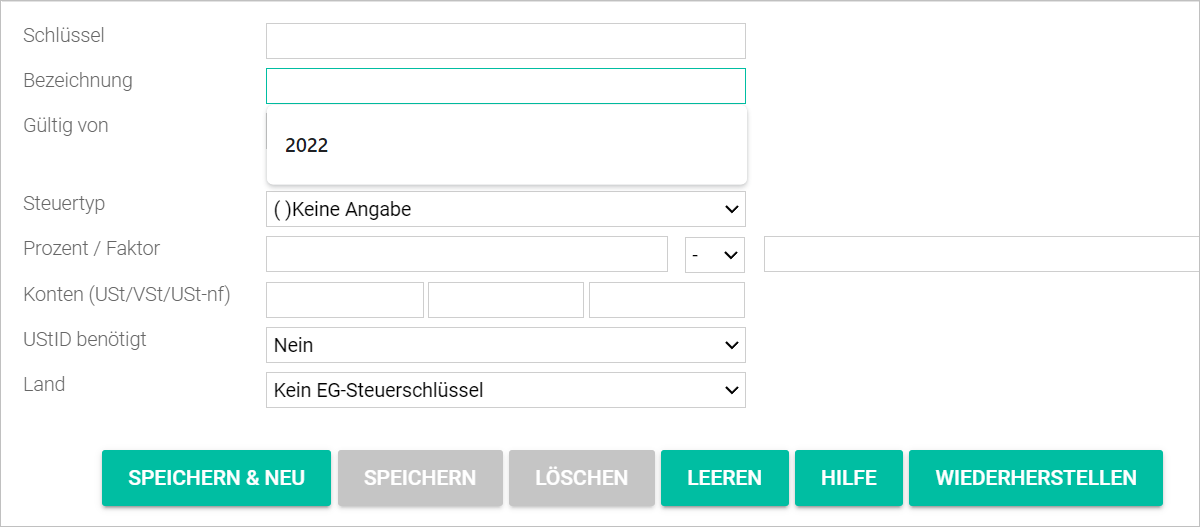 Schlüssel
Bezeichnung
Gültig von
2022
Steuertyp ( )Keine Angabe
Prozent / Faktor -
Konten (USt/VSt/USt-nf)
UStID benötigt Nein
Land Kein EG-Steuerschlüssel
SPEICHERN & NEU SPEICHERN LÖSCHEN LEEREN HILFE WIEDERHERSTELLEN